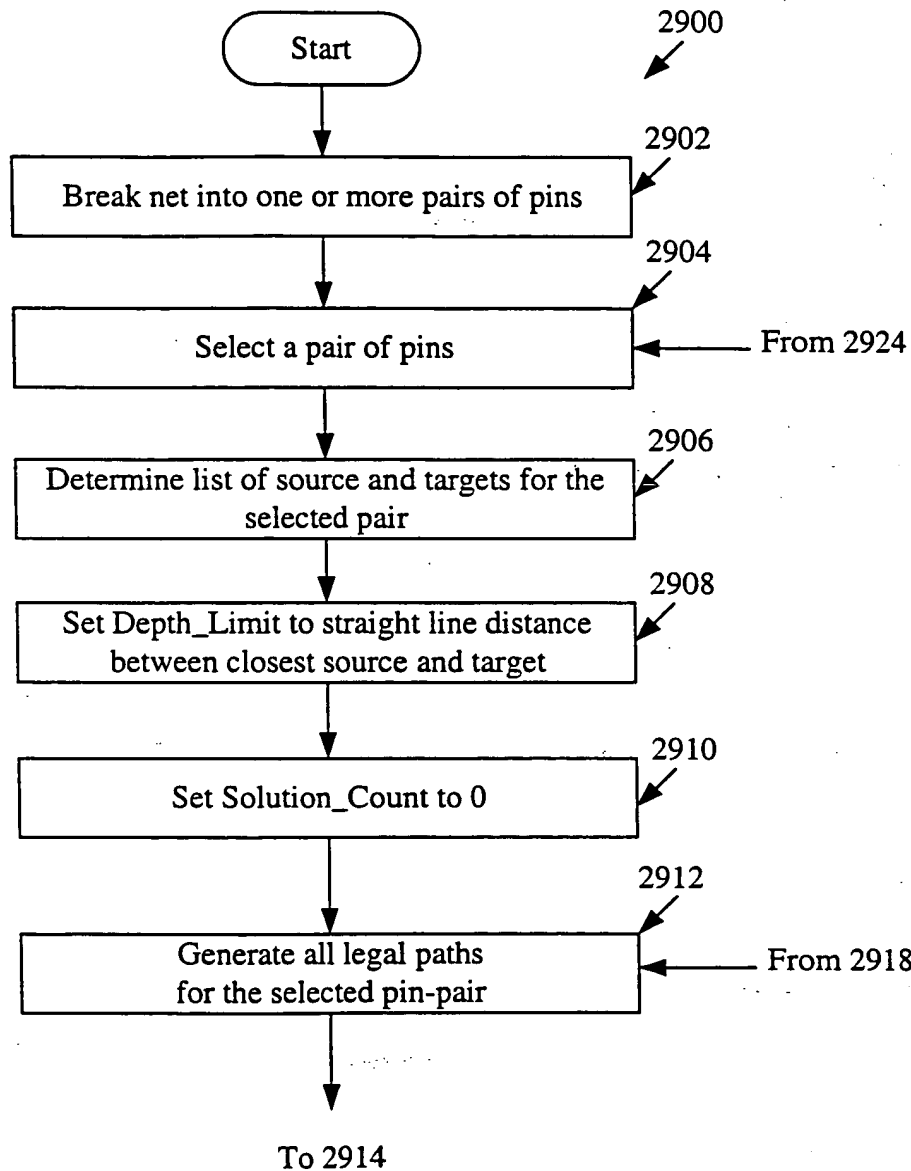 Start
2900
2902
Break net into one or more pairs of pins
2904
Select a pair of pins
From 2924
2906
Determine list of source and targets for the
selected pair
2908
Set Depth_Limit to straight line distance
between closest source and target
2910
Set Solution_Count to 0
2912
Generate all legal paths
for the selected pin-pair
From 2918
To 2914